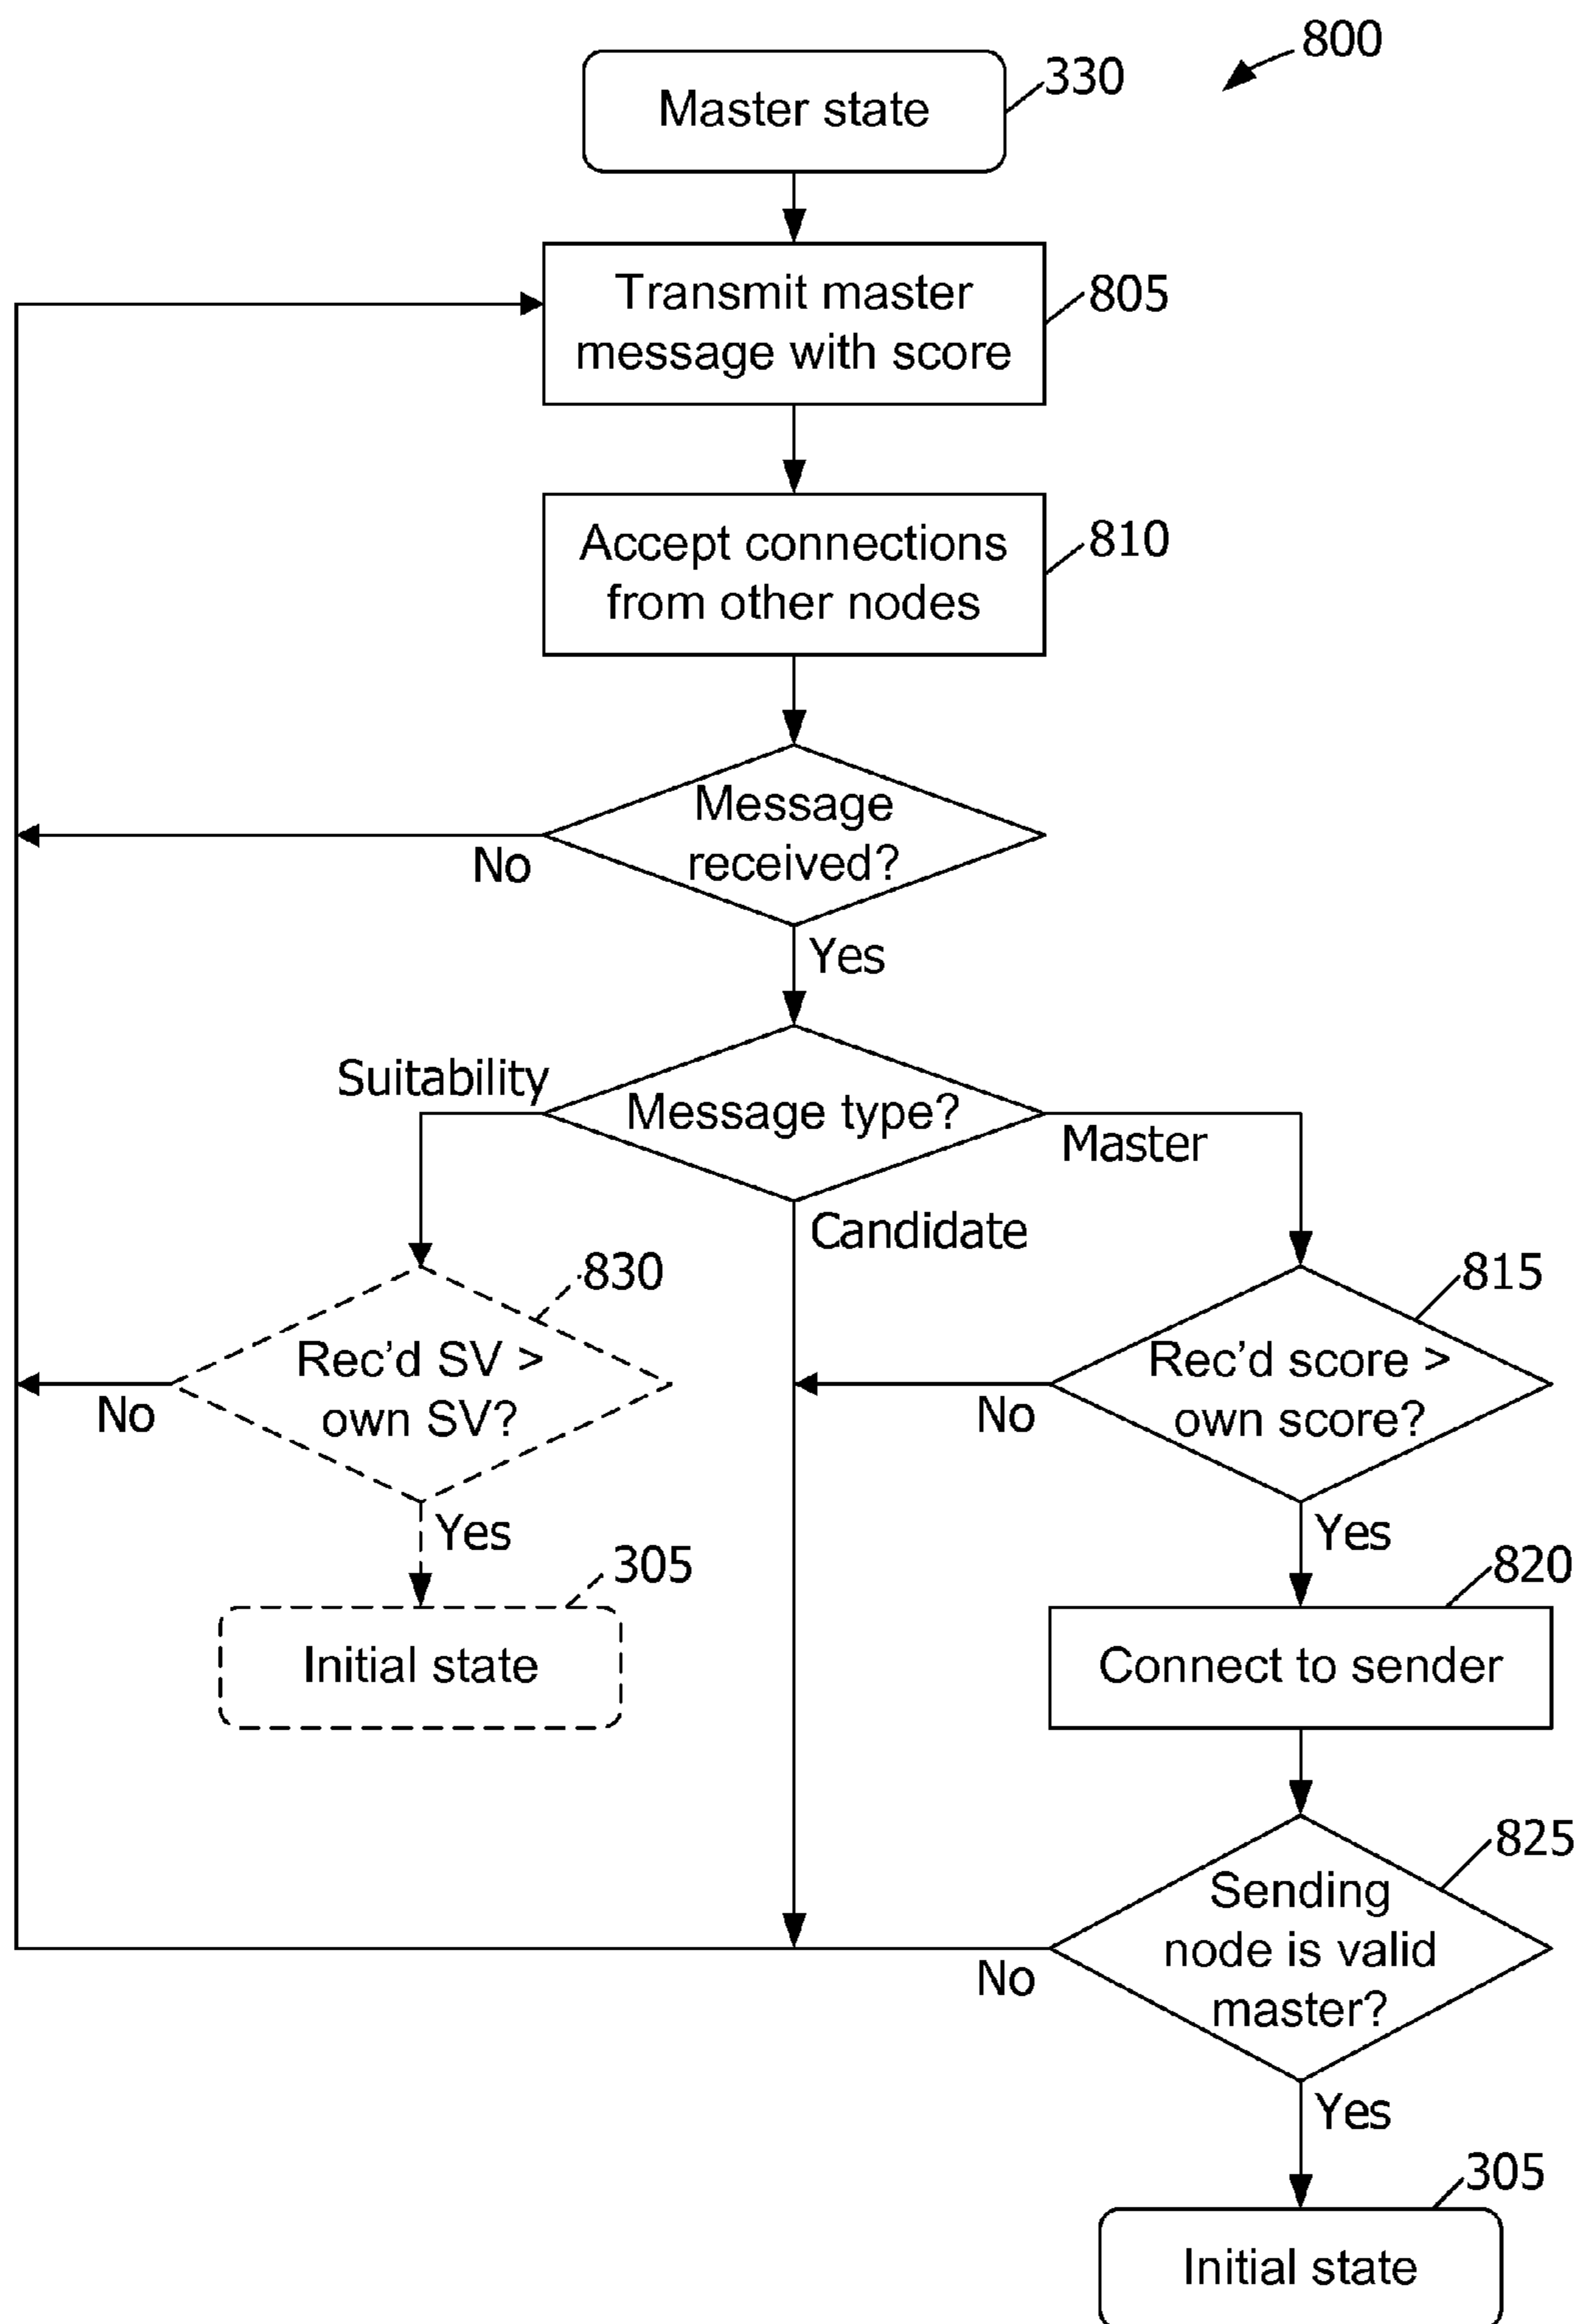 800
Master state
330
Transmit master
message with score
805
Accept connections
from other nodes
810
Message
received?
No
Yes
Suitability
Message type?
Master
Candidate
830
815
Rec'd SV >
own SV?
Rec'd score >
own score?
No
No
Yes
Yes
305
820
Initial state
Connect to sender
825
Sending
node is valid
master?
No
Yes
305
Initial state